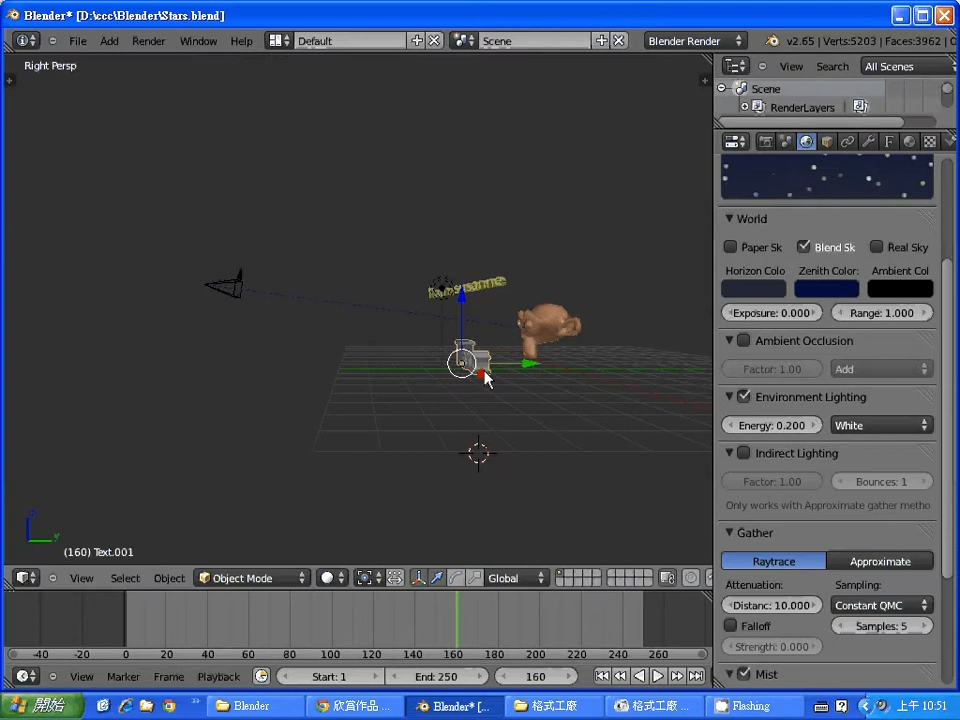 Blender* [D:\ccc\Blender\Stars.blend]
File Add Render Window Help Default Scene Blender Render v2.65 | Verts:5203 | Faces:3962 | O
Right Persp
View Search All Scenes
Scene
RenderLayers
World
Paper Sk Blend Sk Real Sky
Horizon Colo Zenith Color: Ambient Col
Exposure: 0.000 Range: 1.000
Ambient Occlusion
Factor: 1.00 Add
Environment Lighting
Energy: 0.200 White
Indirect Lighting
Factor: 1.00 Bounces: 1
Only works with Approximate gather metho
Gather
Raytrace Approximate
Attenuation: Sampling:
Distanc: 10.000 Constant QMC
Falloff Samples: 5
Strength: 0.000
Mist
(160) Text.001
View Select Object Object Mode Global
-40 -20 0 20 40 60 80 100 120 140 160 180 200 220 240 260
View Marker Frame Playback Start: 1 End: 250 160
開始 Blender 欣賞作品 ... Blender* [... 格式工廠 格式工廠 ... Flashing 上午 10:51